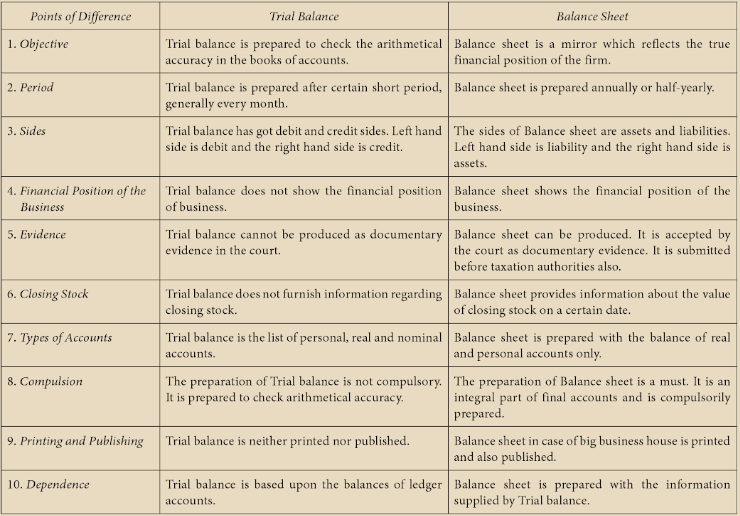 Points of Difference
Trial Balance
Balance Sheet
1. Objective
Trial balance is prepared to check the arithmetical
accuracy in the books of accounts.
Balance sheet is a mirror which reflects the true
financial position of the firm.
2. Period
Trial balance is prepared after certain short period,
generally every month.
Balance sheet is prepared annually or half-yearly.
3. Sides
Trial balance has got debit and credit sides. Left hand
side is debit and the right hand side is credit.
The sides of Balance sheet are assets and liabilities.
Left hand side is liability and the right hand side is
assets.
4. Financial Position of the
Business
Trial balance does not show the financial position
of business.
Balance sheet shows the financial position of the
business.
5. Evidence
Trial balance cannot be produced as documentary
evidence in the court.
Balance sheet can be produced. It is accepted by
the court as documentary evidence. It is submitted
before taxation authorities also.
6. Closing Stock
Trial balance does not furnish information regarding
closing stock.
Balance sheet provides information about the value
of closing stock on a certain date.
7. Types of Accounts
Trial balance is the list of personal, real and nominal
accounts.
Balance sheet is prepared with the balance of real
and personal accounts only.
8. Compulsion
The preparation of Trial balance is not compulsory.
It is prepared to check arithmetical accuracy.
The preparation of Balance sheet is a must. It is an
integral part of final accounts and is compulsorily
prepared.
9. Printing and Publishing
Trial balance is neither printed nor published.
Balance sheet in case of big business house is printed
and also published.
10. Dependence
Trial balance is based upon the balances of ledger
accounts.
Balance sheet is prepared with the information
supplied by Trial balance.